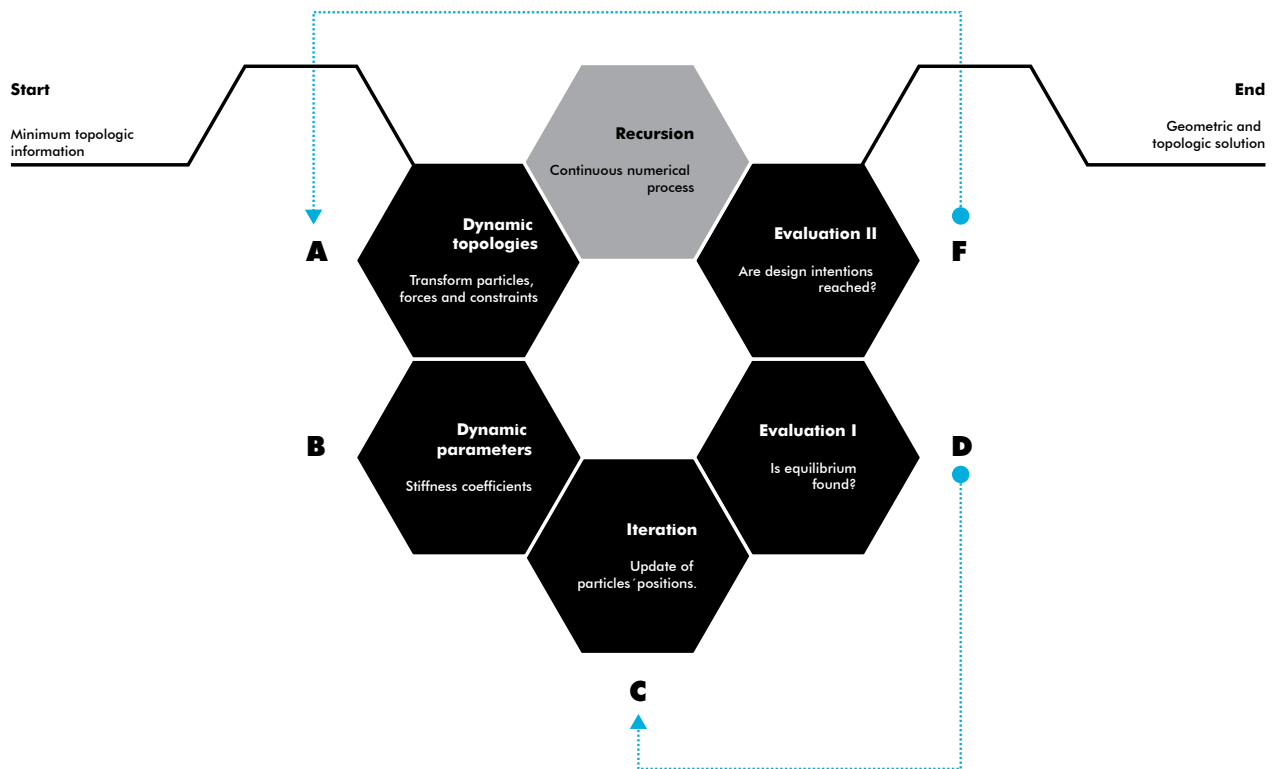 Start
Minimum topologic
information
End
Geometric and
topologic solution
Recursion
Continuous numerical
process
A
Dynamic
topologies
Transform particles,
forces and constraints
Evaluation II
Are design intentions
reached?
F
B
Dynamic
parameters
Stiffness coefficients
Evaluation I
Is equilibrium
found?
D
Iteration
Update of
particles´positions.
C